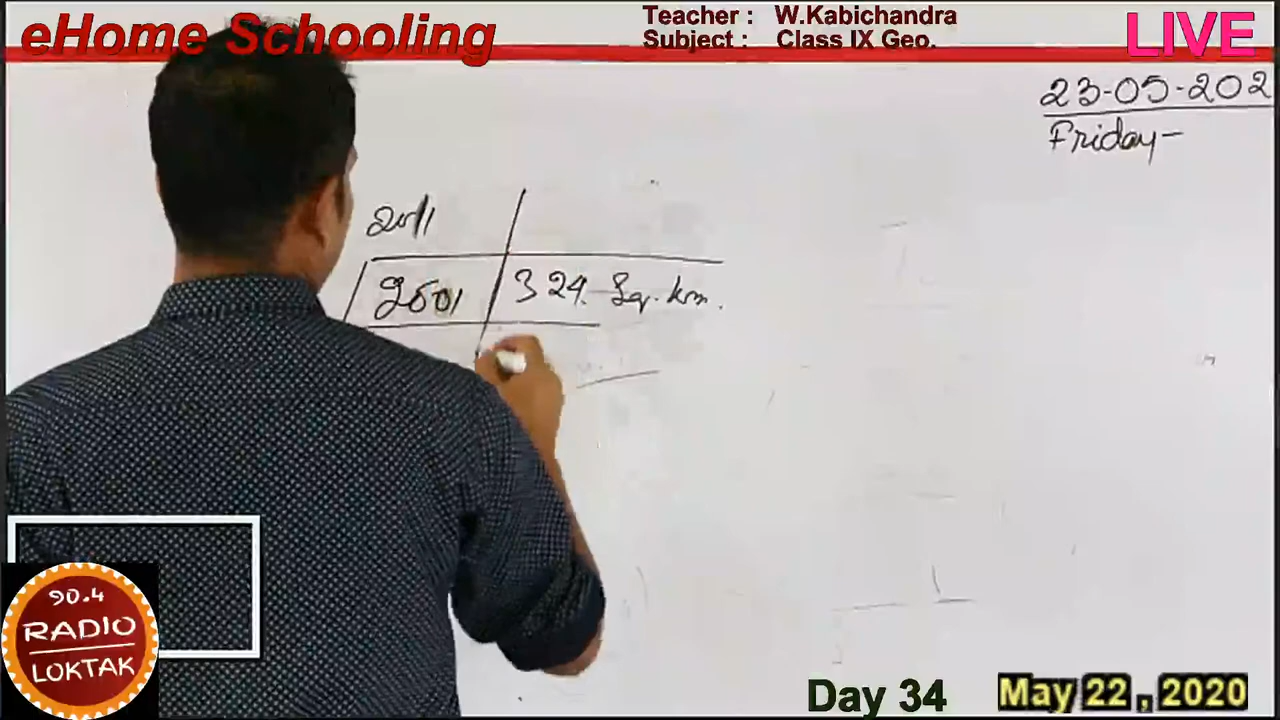 eHome Schooling
Teacher : W.Kabichandra
Subject : Class IX Geo.
LIVE
23-05-202
Friday-
2011
2001 324. Sq. km.
90.4
RADIO
LOKTAK
Day 34
May 22 , 2020